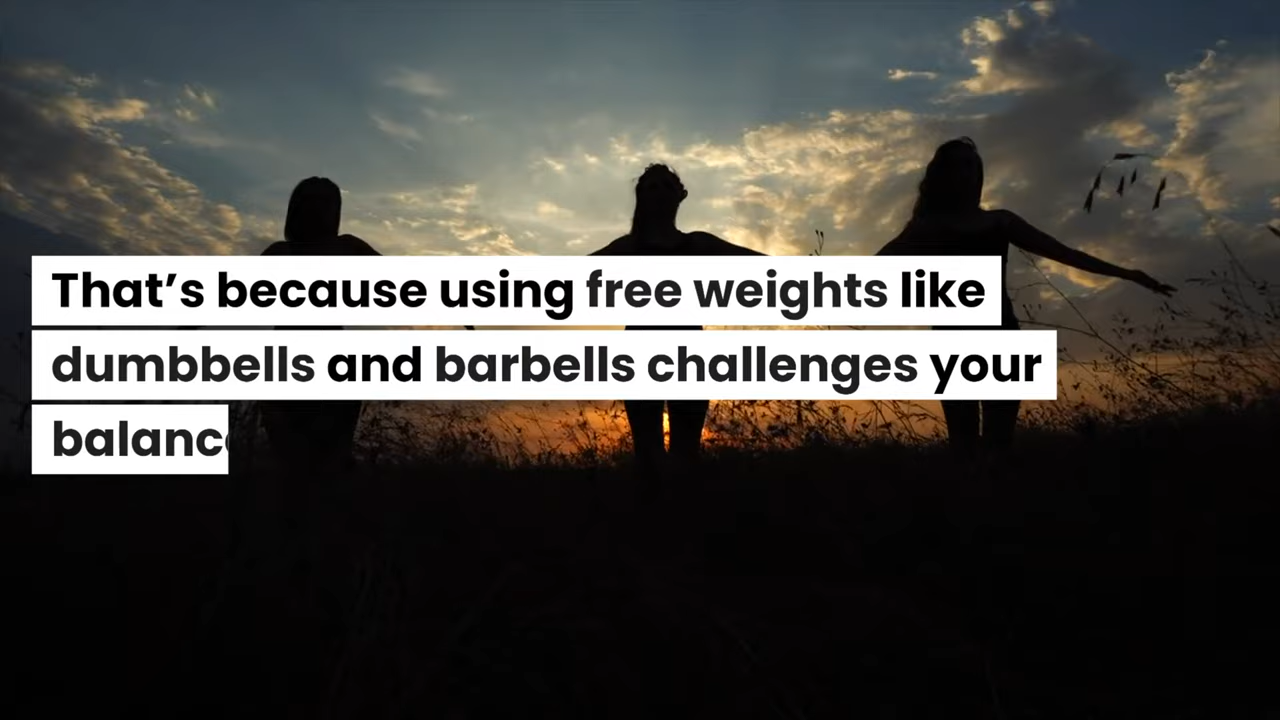 That’s because using free weights like
dumbbells and barbells challenges your
balanc